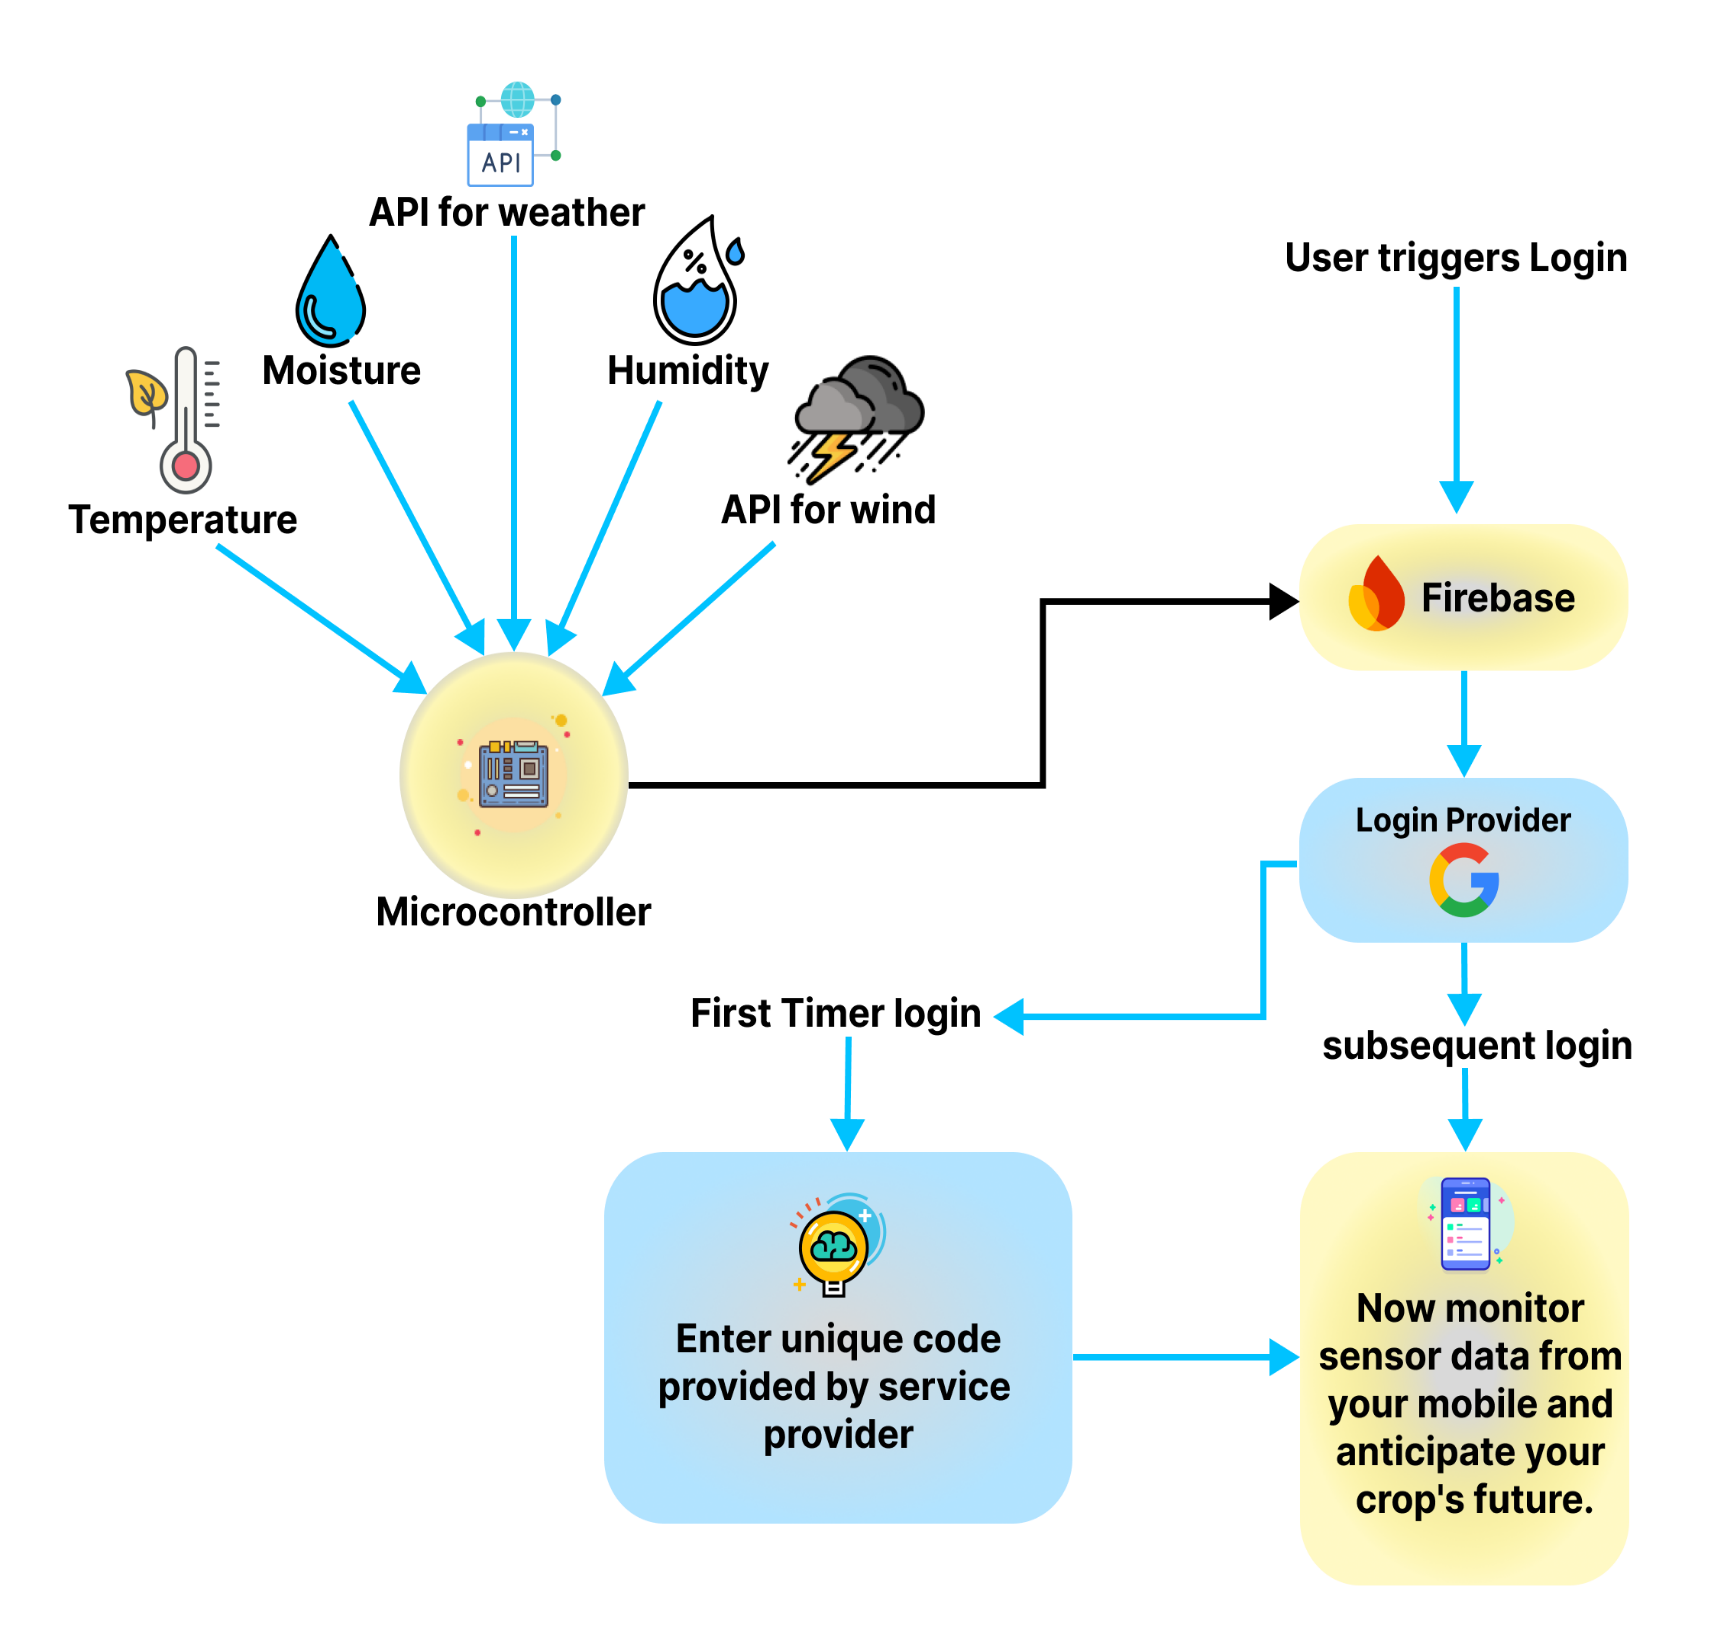 API
API for weather
Moisture
Humidity
Temperature
API for wind
Microcontroller
User triggers Login
Firebase
Login Provider
First Timer login
subsequent login
Enter unique code
provided by service
provider
Now monitor
sensor data from
your mobile and
anticipate your
crop's future.